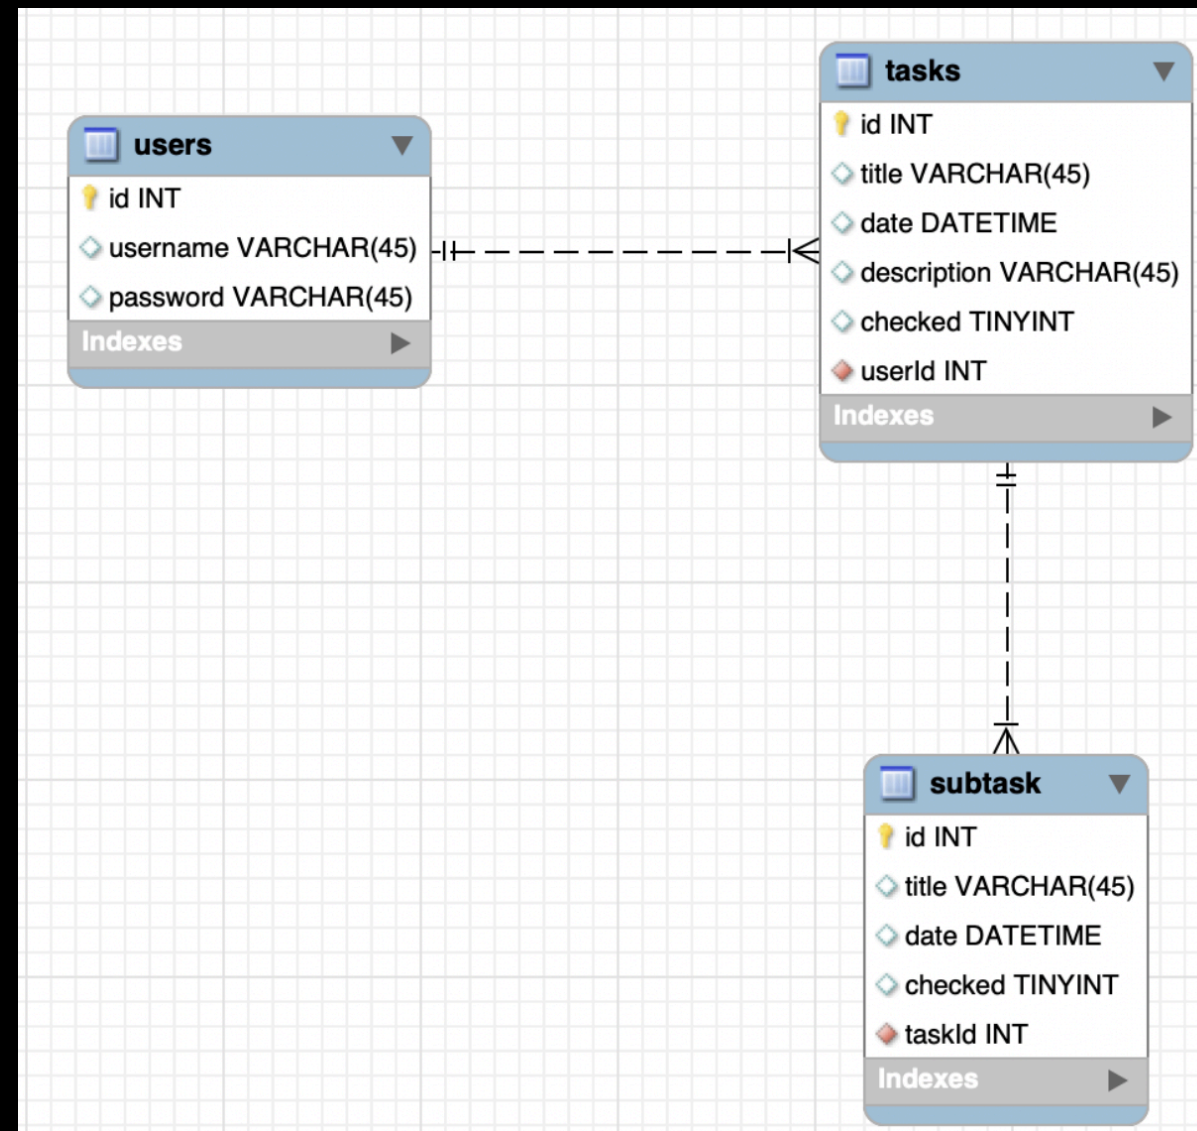 users
id INT
username VARCHAR(45)
password VARCHAR(45)
Indexes
tasks
id INT
title VARCHAR(45)
date DATETIME
description VARCHAR(45)
checked TINYINT
userId INT
Indexes
subtask
id INT
title VARCHAR(45)
date DATETIME
checked TINYINT
taskId INT
Indexes